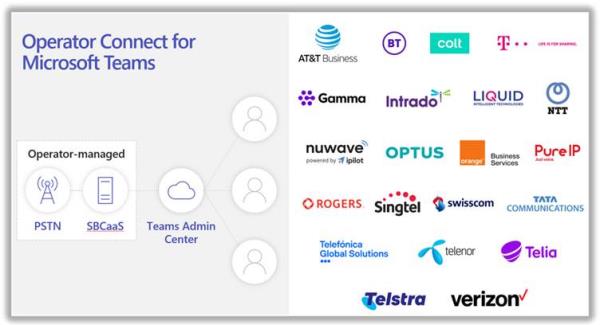 Operator Connect for
Microsoft Teams
Operator-managed
PSTN
SBCaaS
Teams Admin
Center
AT&T Business
BT
colt
T
LIFE IS FOR SHARING.
Gamma
Intrado
LIQUID
INTELLIGENT TECHNOLOGIES
NTT
nuwave
powered by ipilot
OPTUS
orange
Business
Services
PureIP
Just voice.
ROGERS
Singtel
swisscom
TATA
COMMUNICATIONS
Telefónica
Global Solutions
telenor
Telia
Telstra
verizon